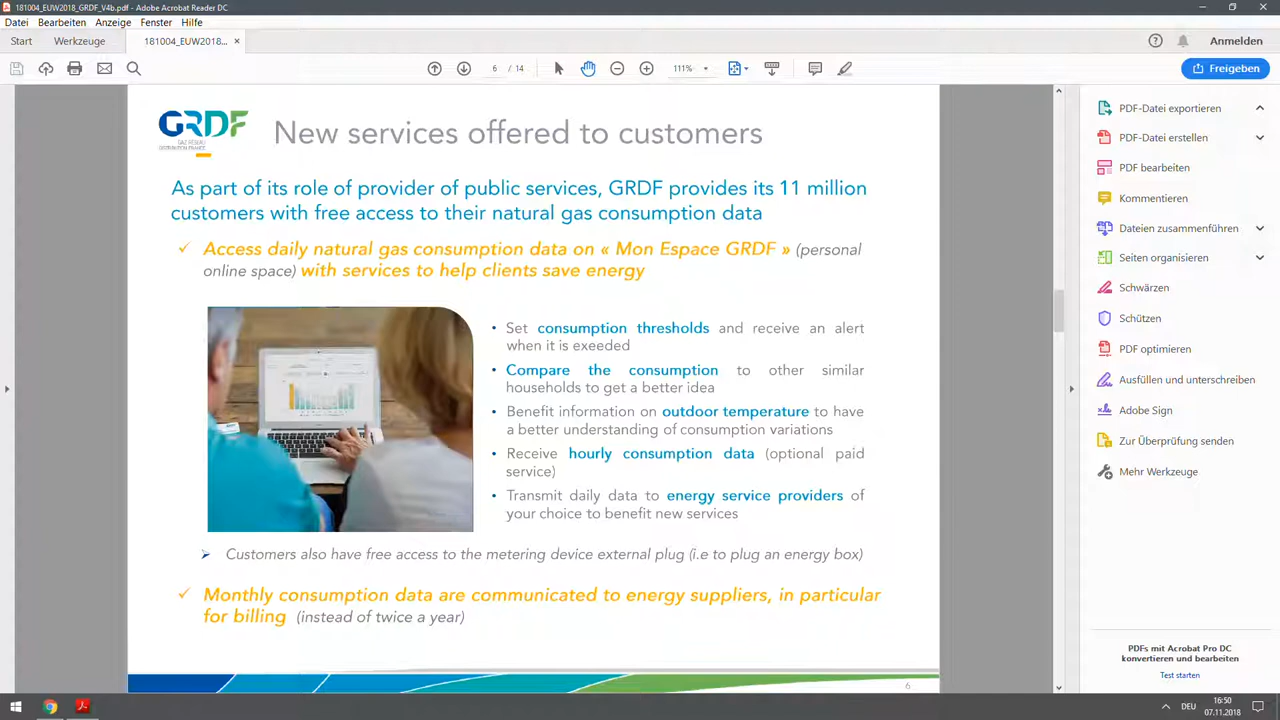 181004_EUW2018_GRDF_V4b.pdf - Adobe Acrobat Reader DC
Datei Bearbeiten Anzeige Fenster Hilfe
Start Werkzeuge 181004_EUW2018... × Anmelden
6 / 14 111% Freigeben
GRDF
GAZ RÉSEAU
DISTRIBUTION FRANCE
New services offered to customers
As part of its role of provider of public services, GRDF provides its 11 million
customers with free access to their natural gas consumption data
✓ Access daily natural gas consumption data on « Mon Espace GRDF » (personal
online space) with services to help clients save energy
• Set consumption thresholds and receive an alert
when it is exeeded
• Compare the consumption to other similar
households to get a better idea
• Benefit information on outdoor temperature to have
a better understanding of consumption variations
• Receive hourly consumption data (optional paid
service)
• Transmit daily data to energy service providers of
your choice to benefit new services
➢ Customers also have free access to the metering device external plug (i.e to plug an energy box)
✓ Monthly consumption data are communicated to energy suppliers, in particular
for billing (instead of twice a year)
6
PDF-Datei exportieren
PDF-Datei erstellen
PDF bearbeiten
Kommentieren
Dateien zusammenführen
Seiten organisieren
Schwärzen
Schützen
PDF optimieren
Ausfüllen und unterschreiben
Adobe Sign
Zur Überprüfung senden
Mehr Werkzeuge
PDFs mit Acrobat Pro DC
konvertieren und bearbeiten
Test starten
DEU 16:50
07.11.2018